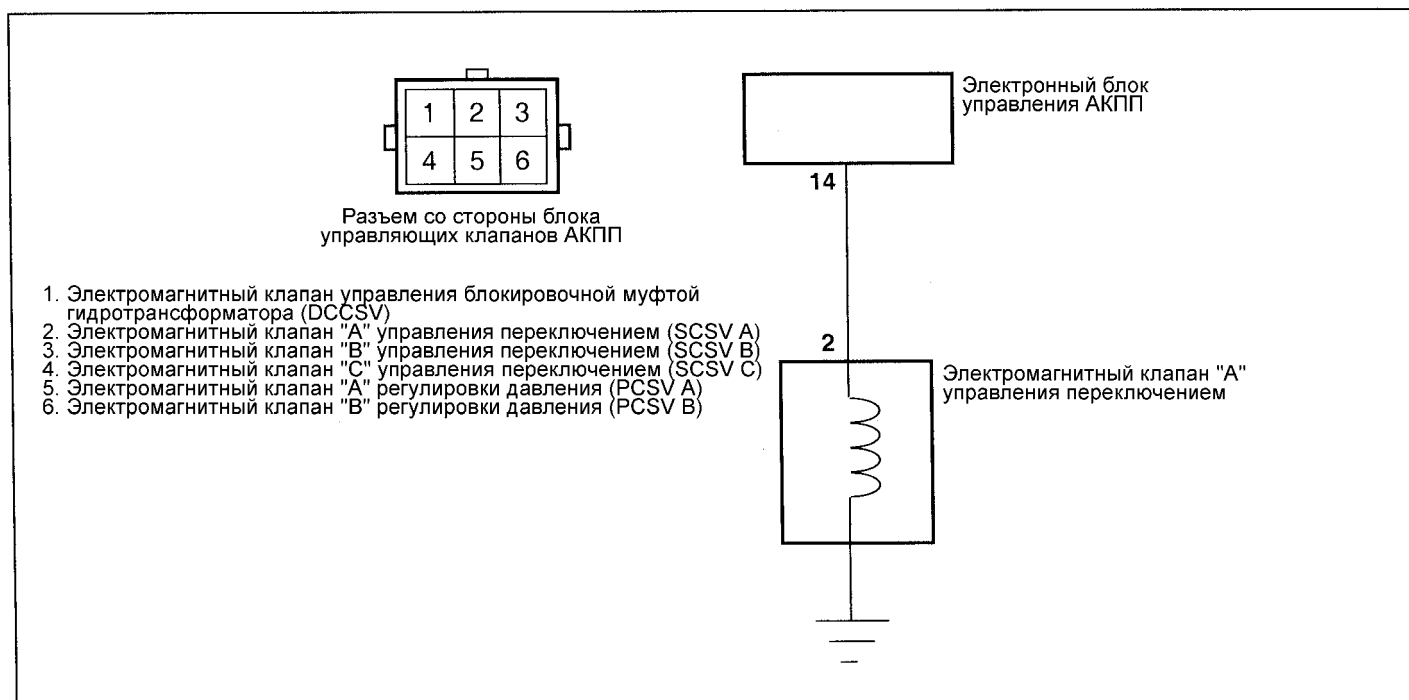 1 2 3
4 5 6
Разъем со стороны блока
управляющих клапанов АКПП
Электронный блок
управления АКПП
14
2
Электромагнитный клапан "А"
управления переключением
1. Электромагнитный клапан управления блокировочной муфтой
гидротрансформатора (DCCSV)
2. Электромагнитный клапан "А" управления переключением (SCSV A)
3. Электромагнитный клапан "В" управления переключением (SCSV B)
4. Электромагнитный клапан "С" управления переключением (SCSV C)
5. Электромагнитный клапан "А" регулировки давления (PCSV A)
6. Электромагнитный клапан "В" регулировки давления (PCSV B)